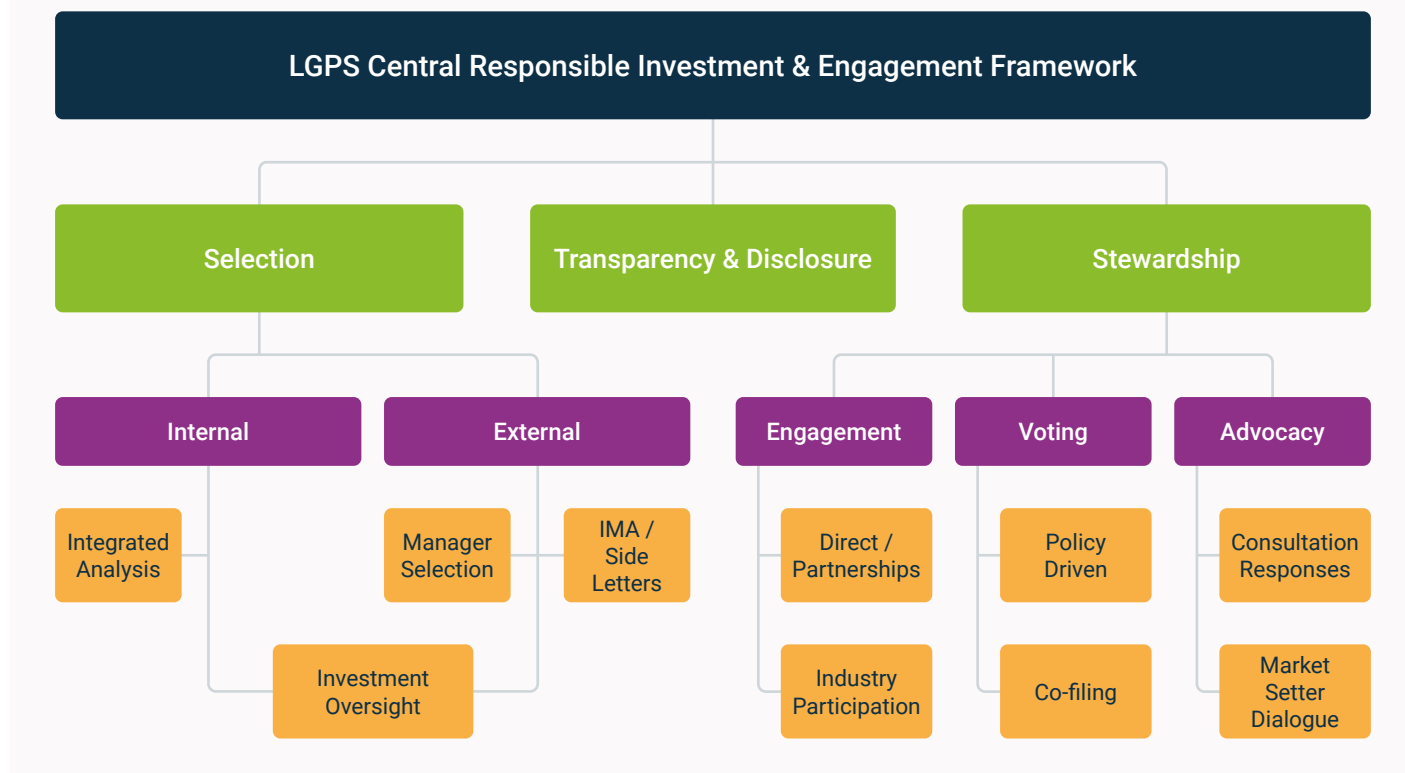 LGPS Central Responsible Investment & Engagement Framework
Selection
Transparency & Disclosure
Stewardship
Internal
External
Engagement
Voting
Advocacy
Integrated
Analysis
Manager
Selection
IMA /
Side
Letters
Direct /
Partnerships
Policy
Driven
Consultation
Responses
Investment
Oversight
Industry
Participation
Co-filing
Market
Setter
Dialogue